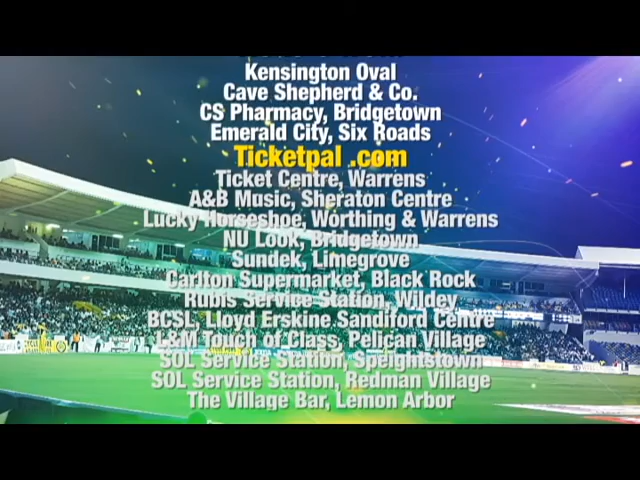 Kensington Oval
Cave Shepherd & Co.
CS Pharmacy, Bridgetown
Emerald City, Six Roads
Ticketpal .com
Ticket Centre, Warrens
A&B Music, Sheraton Centre
Lucky Horseshoe, Worthing & Warrens
NU Look, Bridgetown
Sundek, Limegrove
Carlton Supermarket, Black Rock
Rubis Service Station, Wildey
BCSL, Lloyd Erskine Sandiford Centre
L&M Touch of Class, Pelican Village
SOL Service Station, Speightstown
SOL Service Station, Redman Village
The Village Bar, Lemon Arbor